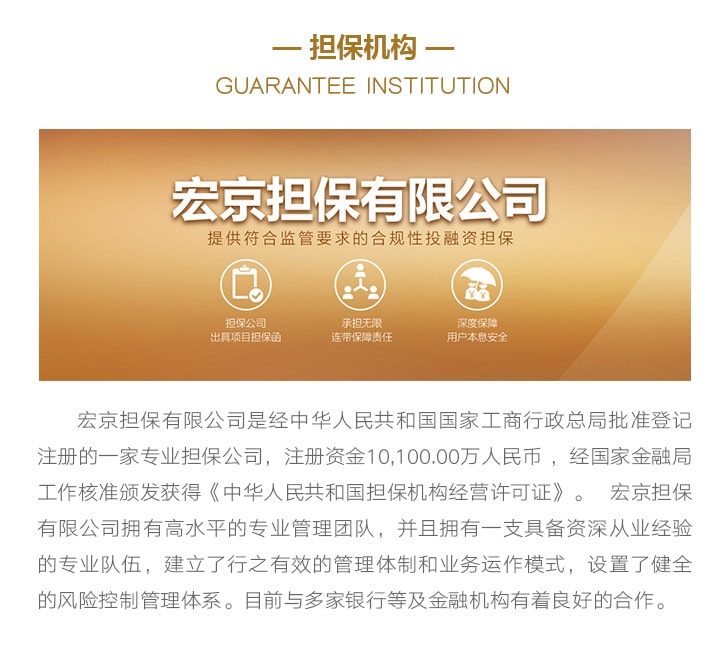 — 担保机构 —
GUARANTEE INSTITUTION
宏京担保有限公司
提供符合监管要求的合规性投融资担保
担保公司
出具项目担保函
承担无限
连带保障责任
深度保障
用户本息安全
宏京担保有限公司是经中华人民共和国国家工商行政总局批准登记
注册的一家专业担保公司，注册资金10,100.00万人民币 ，经国家金融局
工作核准颁发获得《中华人民共和国担保机构经营许可证》。 宏京担保
有限公司拥有高水平的专业管理团队，并且拥有一支具备资深从业经验
的专业队伍，建立了行之有效的管理体制和业务运作模式，设置了健全
的风险控制管理体系。目前与多家银行等及金融机构有着良好的合作。